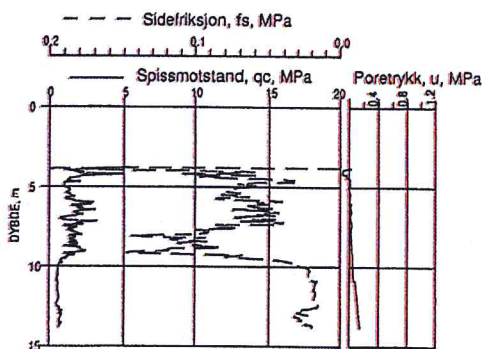 Sidefriksjon, fs, MPa
0,2 0,1 0,0
Spissmotstand, qc, MPa Poretrykk, u, MPa
0 5 10 15 20 0,4 0,8 1,2
0
5
10
15
DYBDE, m